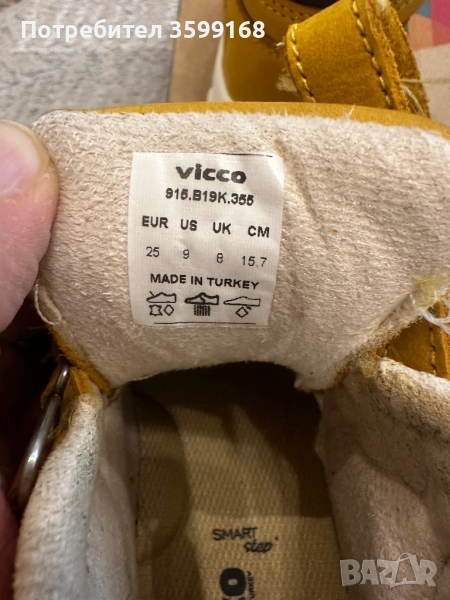 Потребител 3599168
vicco
915.B19K.355
EUR US UK CM
25 9 8 15,7
MADE IN TURKEY
SMART
step
BAZAR